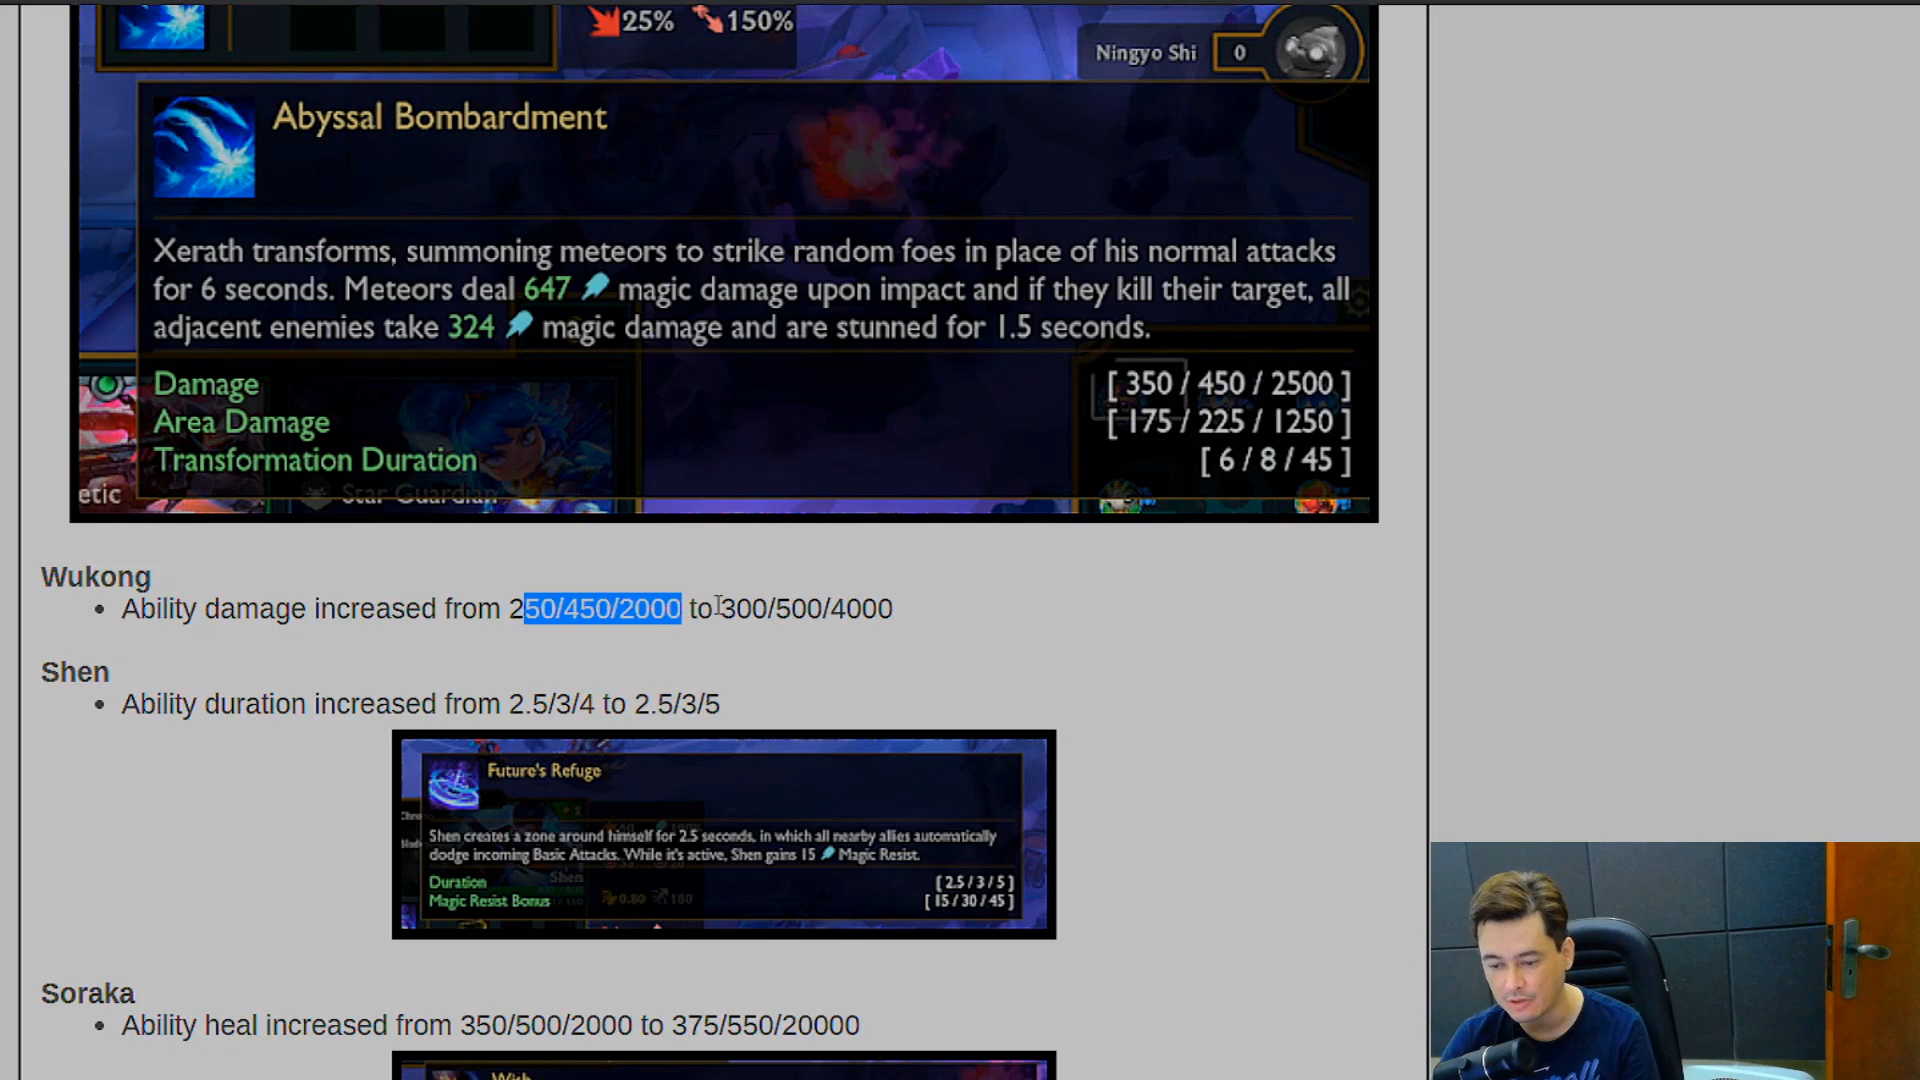 25% 150%
Ningyo Shi 0
Abyssal Bombardment
Xerath transforms, summoning meteors to strike random foes in place of his normal attacks
for 6 seconds. Meteors deal 647 magic damage upon impact and if they kill their target, all
adjacent enemies take 324 magic damage and are stunned for 1.5 seconds.
Damage [ 350 / 450 / 2500 ]
Area Damage [ 175 / 225 / 1250 ]
Transformation Duration [ 6 / 8 / 45 ]
etic Star Guardian
Wukong
• Ability damage increased from 250/450/2000 to 300/500/4000
Shen
• Ability duration increased from 2.5/3/4 to 2.5/3/5
Future's Refuge
Shen creates a zone around himself for 2.5 seconds, in which all nearby allies automatically
dodge incoming Basic Attacks. While it's active, Shen gains 15 Magic Resist.
Shen
Duration [ 2.5 / 3 / 5 ]
Magic Resist Bonus 0.80 180 [ 15 / 30 / 45 ]
Soraka
• Ability heal increased from 350/500/2000 to 375/550/20000
Wish